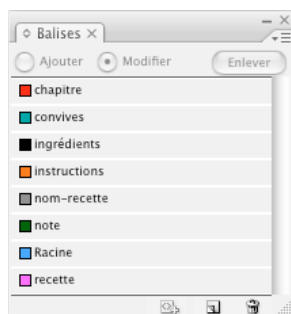 Balises
Ajouter Modifier Enlever
chapitre
convives
ingrédients
instructions
nom-recette
note
Racine
recette